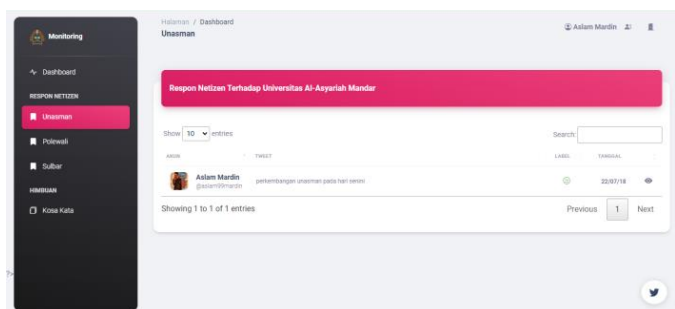 Monitoring
Dashboard
RESPON NETIZEN
Unasman
Polewali
Sulbar
HIMBUAN
Kosa Kata
?>
Halaman / Dashboard
Unasman
Aslam Mardin
Respon Netizen Terhadap Universitas Al-Asyariah Mandar
Show 10 entries
Search:
AKUN TWEET LABEL TANGGAL
Aslam Mardin
@aslam99mardin
perkembangan unasman pada hari senini
22/07/18
Showing 1 to 1 of 1 entries
Previous 1 Next